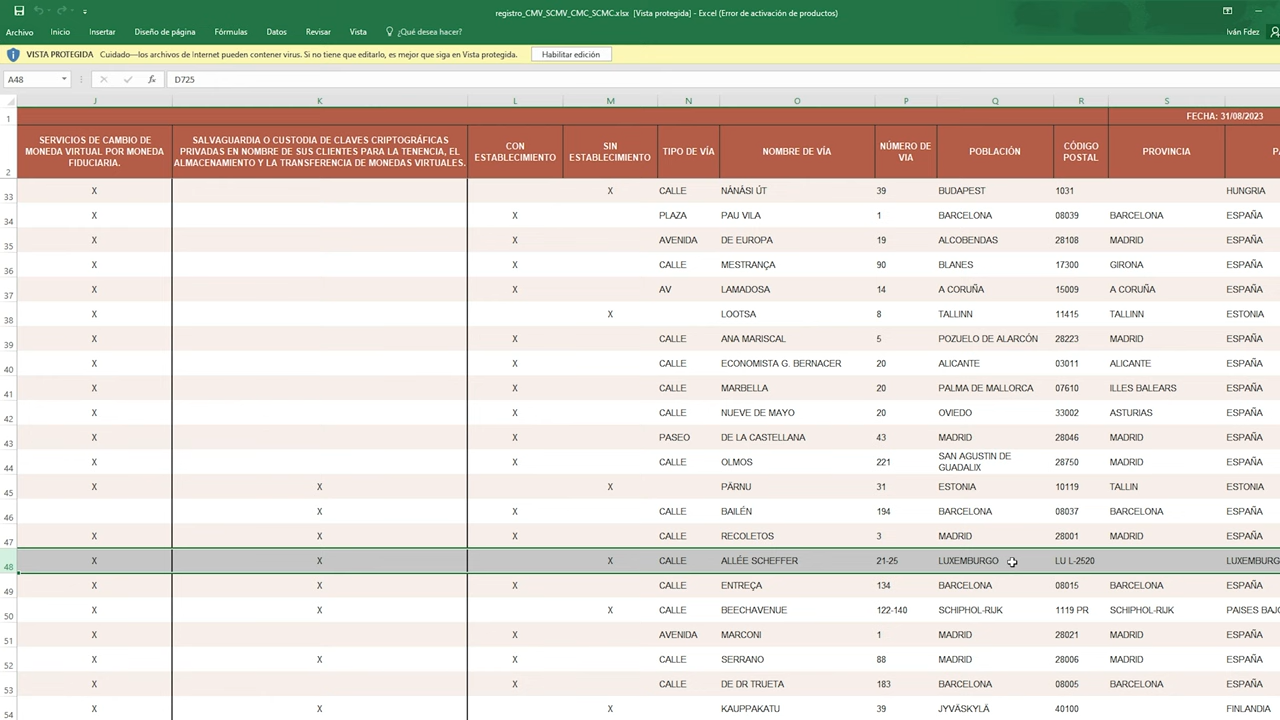 registro_CMV_SCMV_CMC_SCMC.xlsx [Vista protegida] - Excel (Error de activación de productos)
Archivo Inicio Insertar Diseño de página Fórmulas Datos Revisar Vista ¿Qué desea hacer? Iván Fdez
VISTA PROTEGIDA Cuidado—los archivos de Internet pueden contener virus. Si no tiene que editarlo, es mejor que siga en Vista protegida. Habilitar edición
A48 fx D725
J K L M N O P Q R S
1 FECHA: 31/08/2023
2 SERVICIOS DE CAMBIO DE MONEDA VIRTUAL POR MONEDA FIDUCIARIA. SALVAGUARDIA O CUSTODIA DE CLAVES CRIPTOGRÁFICAS PRIVADAS EN NOMBRE DE SUS CLIENTES PARA LA TENENCIA, EL ALMACENAMIENTO Y LA TRANSFERENCIA DE MONEDAS VIRTUALES. CON ESTABLECIMIENTO SIN ESTABLECIMIENTO TIPO DE VÍA NOMBRE DE VÍA NÚMERO DE VIA POBLACIÓN CÓDIGO POSTAL PROVINCIA
33 X X CALLE NÁNÁSI ÚT 39 BUDAPEST 1031 HUNGRIA
34 X X PLAZA PAU VILA 1 BARCELONA 08039 BARCELONA ESPAÑA
35 X X AVENIDA DE EUROPA 19 ALCOBENDAS 28108 MADRID ESPAÑA
36 X X CALLE MESTRANÇA 90 BLANES 17300 GIRONA ESPAÑA
37 X X AV LAMADOSA 14 A CORUÑA 15009 A CORUÑA ESPAÑA
38 X X LOOTSA 8 TALLINN 11415 TALLINN ESTONIA
39 X X CALLE ANA MARISCAL 5 POZUELO DE ALARCÓN 28223 MADRID ESPAÑA
40 X X CALLE ECONOMISTA G. BERNACER 20 ALICANTE 03011 ALICANTE ESPAÑA
41 X X CALLE MARBELLA 20 PALMA DE MALLORCA 07610 ILLES BALEARS ESPAÑA
42 X X CALLE NUEVE DE MAYO 20 OVIEDO 33002 ASTURIAS ESPAÑA
43 X X PASEO DE LA CASTELLANA 43 MADRID 28046 MADRID ESPAÑA
44 X X CALLE OLMOS 221 SAN AGUSTIN DE GUADALIX 28750 MADRID ESPAÑA
45 X X X PÄRNU 31 ESTONIA 10119 TALLIN ESTONIA
46 X X CALLE BAILÉN 194 BARCELONA 08037 BARCELONA ESPAÑA
47 X X X CALLE RECOLETOS 3 MADRID 28001 MADRID ESPAÑA
48 X X X CALLE ALLÉE SCHEFFER 21-25 LUXEMBURGO LU L-2520 LUXEMBURG
49 X X X CALLE ENTREÇA 134 BARCELONA 08015 BARCELONA ESPAÑA
50 X X X CALLE BEECHAVENUE 122-140 SCHIPHOL-RIJK 1119 PR SCHIPHOL-RIJK PAISES BAJO
51 X X AVENIDA MARCONI 1 MADRID 28021 MADRID ESPAÑA
52 X X X CALLE SERRANO 88 MADRID 28006 MADRID ESPAÑA
53 X X CALLE DE DR TRUETA 183 BARCELONA 08005 BARCELONA ESPAÑA
54 X X X KAUPPAKATU 39 JYVÄSKYLÄ 40100 FINLANDIA